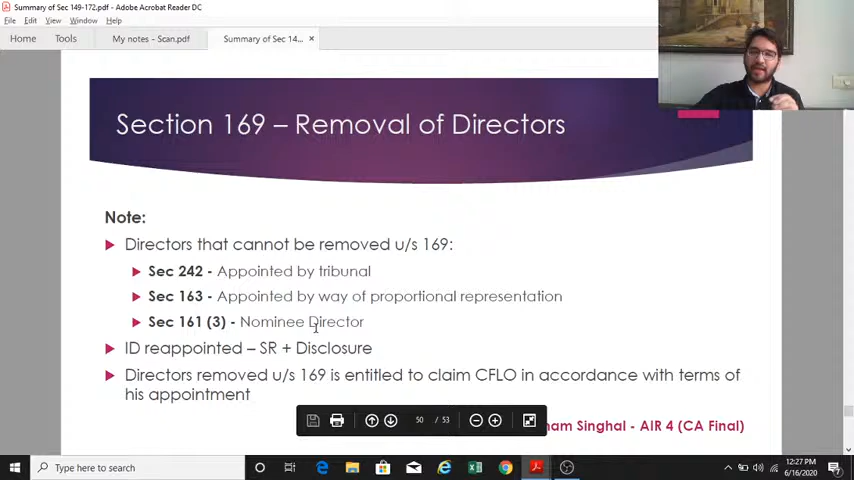 Summary of Sec 149-172.pdf - Adobe Acrobat Reader DC
File Edit View Window Help
Home Tools My notes - Scan.pdf Summary of Sec 14... ×
Section 169 – Removal of Directors
Note:
Directors that cannot be removed u/s 169:
Sec 242 - Appointed by tribunal
Sec 163 - Appointed by way of proportional representation
Sec 161 (3) - Nominee Director
ID reappointed – SR + Disclosure
Directors removed u/s 169 is entitled to claim CFLO in accordance with terms of
his appointment
50 / 53
ham Singhal - AIR 4 (CA Final)
Type here to search
12:27 PM
6/16/2020